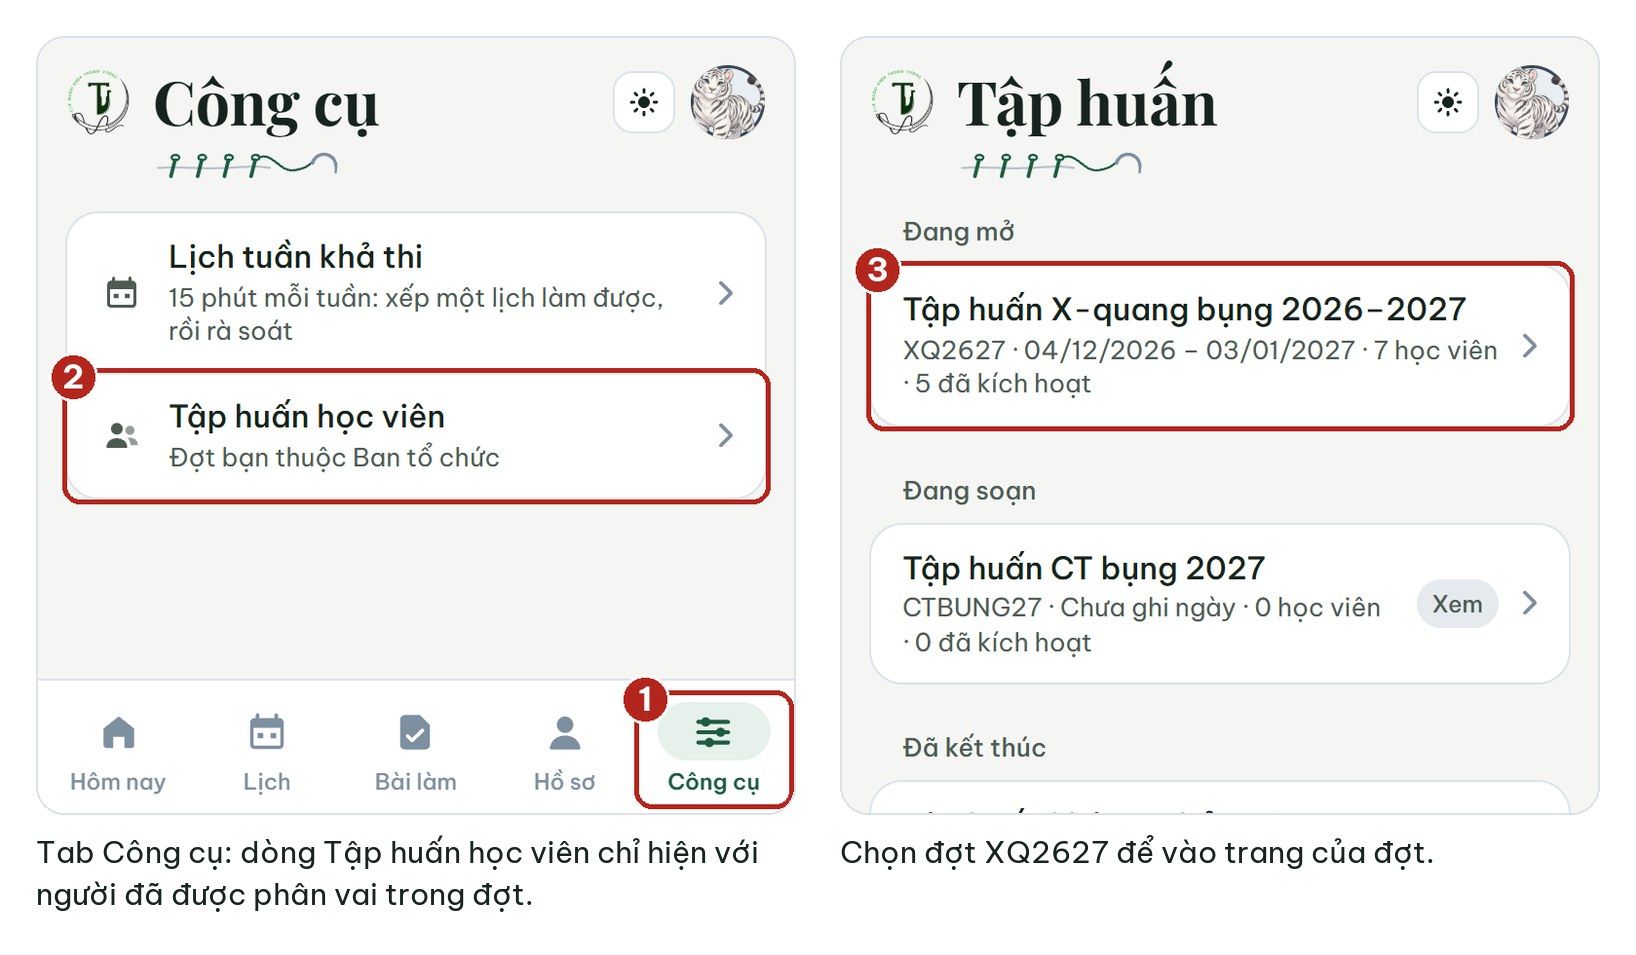 Công cụ
Lịch tuần khả thi
15 phút mỗi tuần: xếp một lịch làm được,
rồi rà soát
2
Tập huấn học viên
Đợt bạn thuộc Ban tổ chức
1
Hôm nay
Lịch
Bài làm
Hồ sơ
Công cụ
Tab Công cụ: dòng Tập huấn học viên chỉ hiện với
người đã được phân vai trong đợt.
Tập huấn
Đang mở
3
Tập huấn X-quang bụng 2026–2027
XQ2627 · 04/12/2026 – 03/01/2027 · 7 học viên
· 5 đã kích hoạt
Đang soạn
Tập huấn CT bụng 2027
CTBUNG27 · Chưa ghi ngày · 0 học viên
· 0 đã kích hoạt
Xem
Đã kết thúc
Chọn đợt XQ2627 để vào trang của đợt.